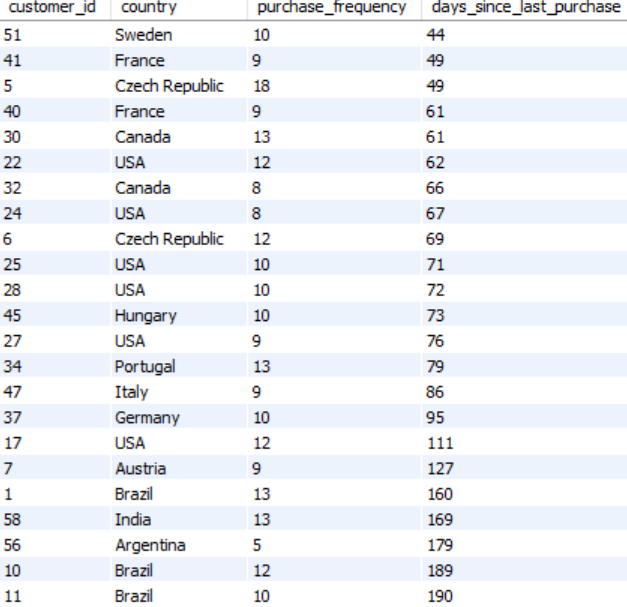 customer_id country purchase_frequency days_since_last_purchase
51 Sweden 10 44
41 France 9 49
5 Czech Republic 18 49
40 France 9 61
30 Canada 13 61
22 USA 12 62
32 Canada 8 66
24 USA 8 67
6 Czech Republic 12 69
25 USA 10 71
28 USA 10 72
45 Hungary 10 73
27 USA 9 76
34 Portugal 13 79
47 Italy 9 86
37 Germany 10 95
17 USA 12 111
7 Austria 9 127
1 Brazil 13 160
58 India 13 169
56 Argentina 5 179
10 Brazil 12 189
11 Brazil 10 190